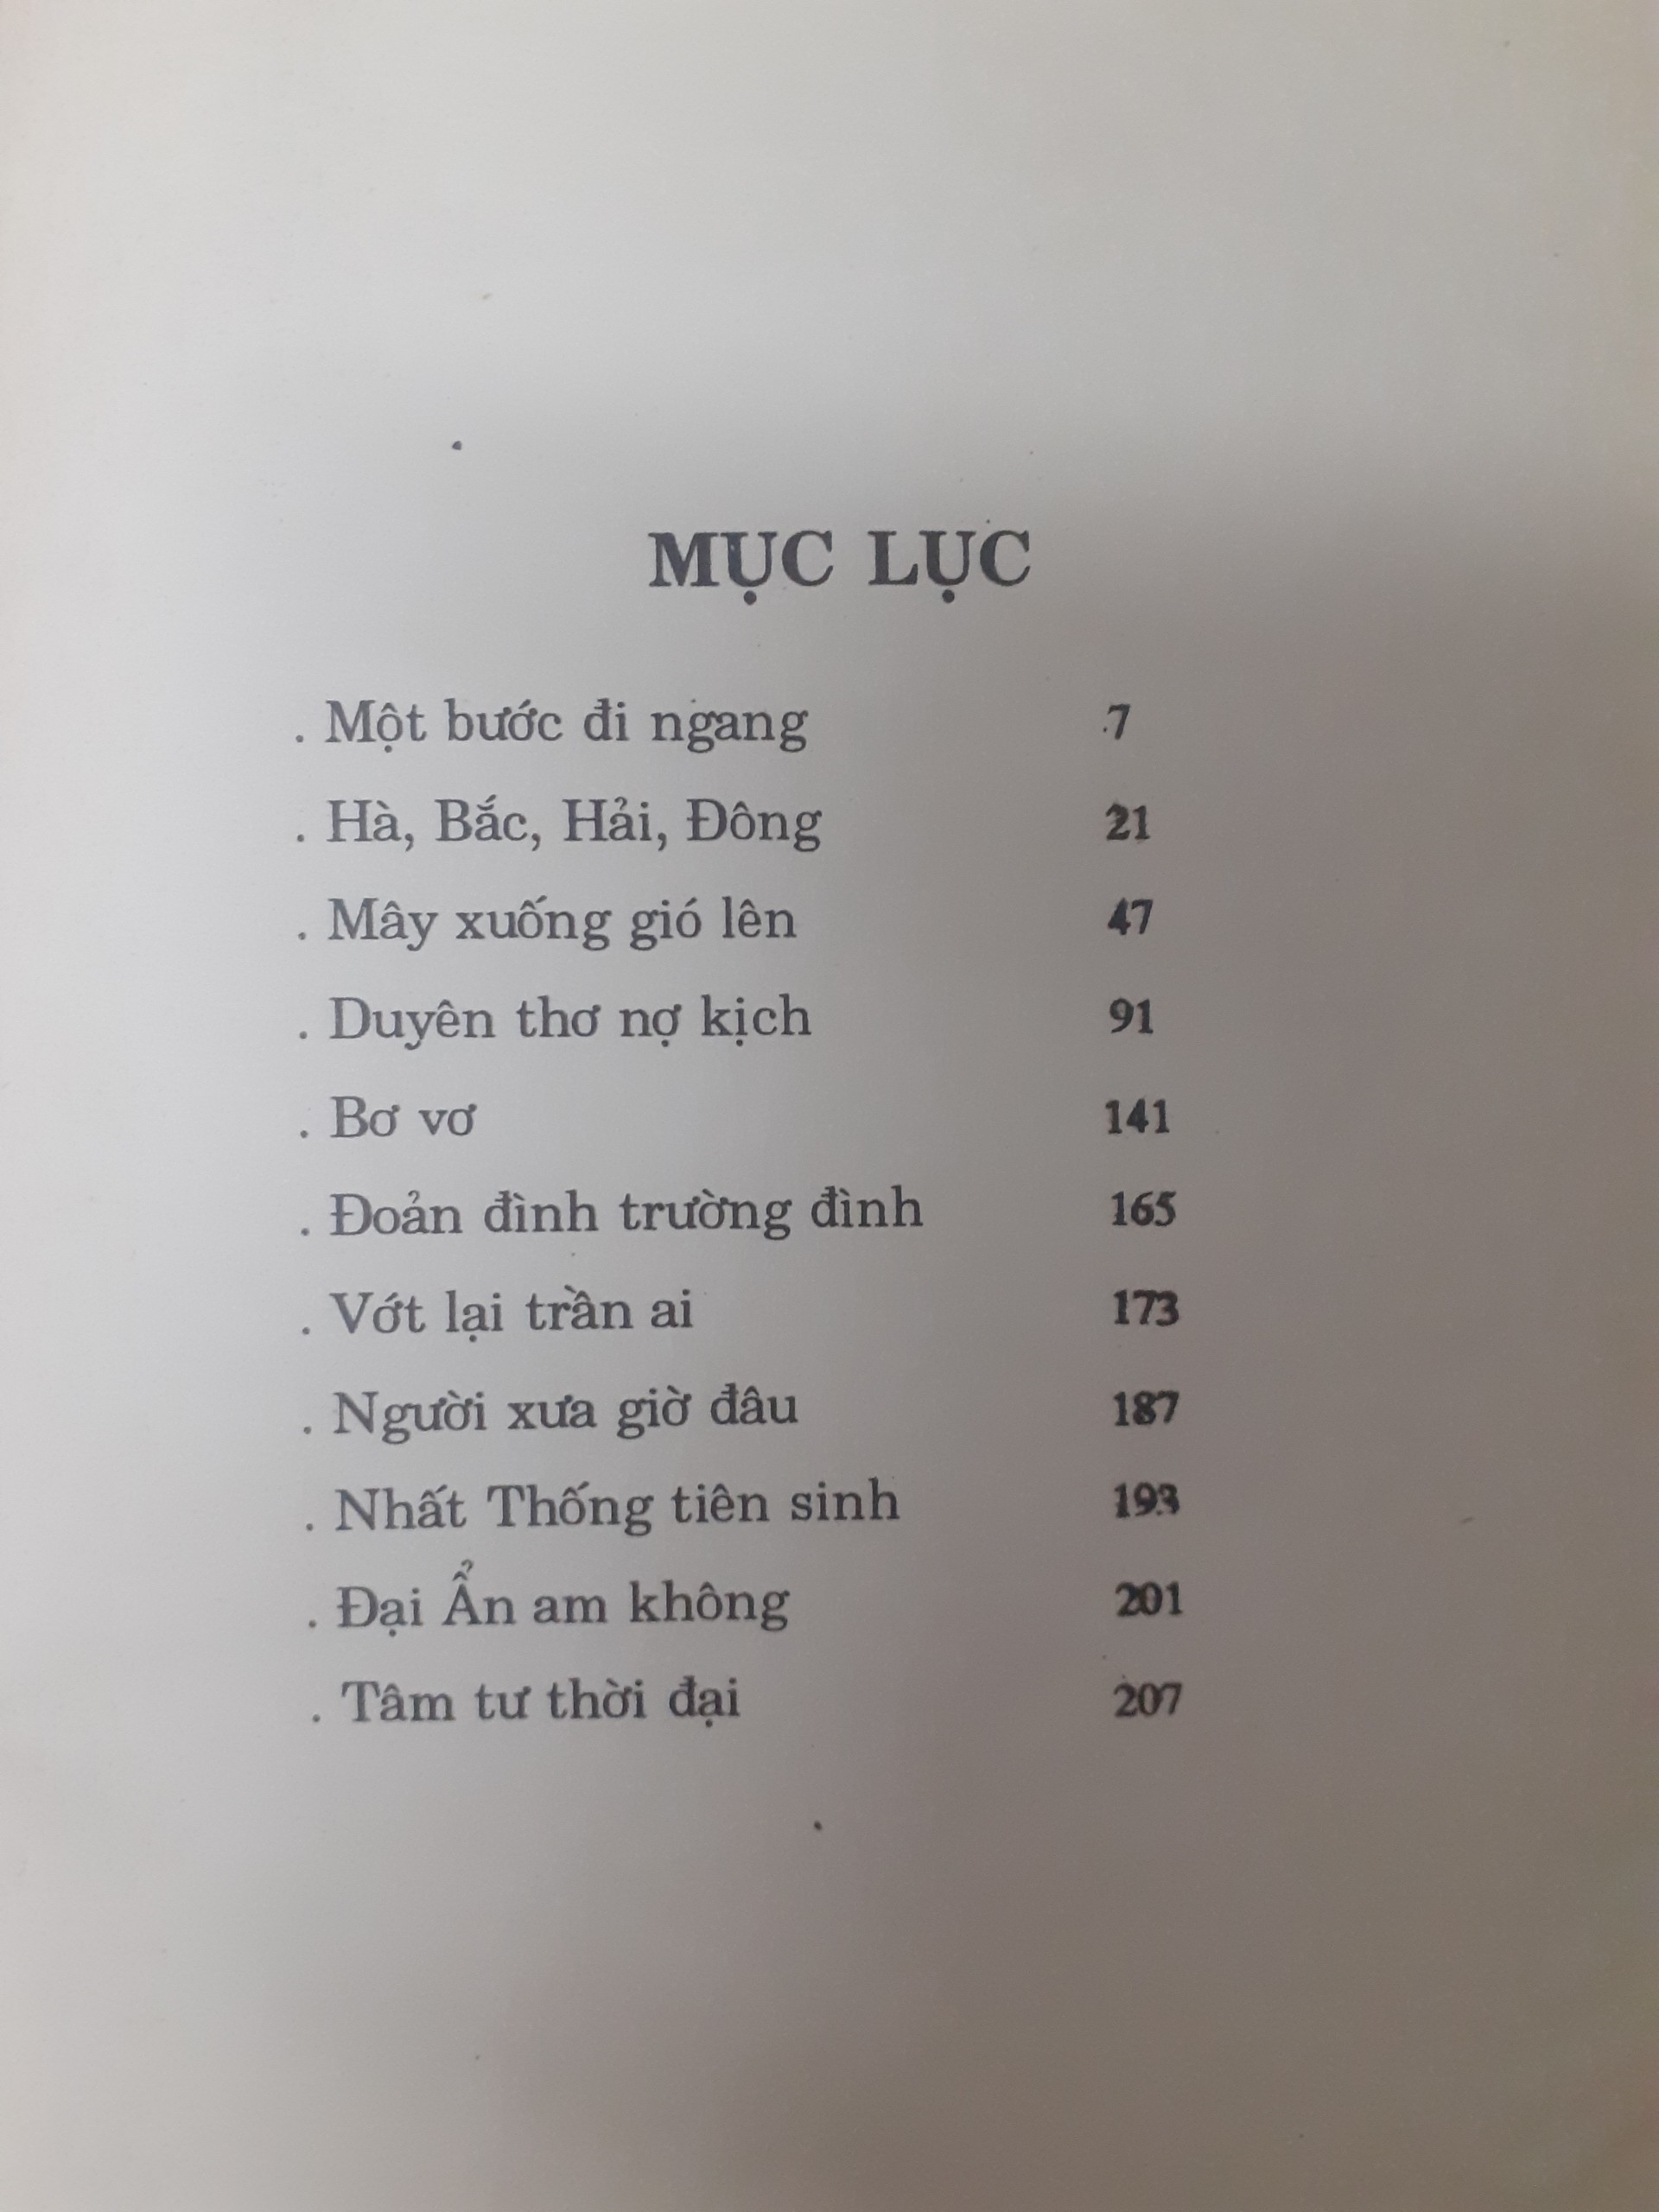 MỤC LỤC
. Một bước đi ngang 7
. Hà, Bắc, Hải, Đông 21
. Mây xuống gió lên 47
. Duyên thơ nợ kịch 91
. Bơ vơ 141
. Đoản đình trường đình 165
. Vớt lại trần ai 173
. Người xưa giờ đâu 187
. Nhất Thống tiên sinh 193
. Đại Ẩn am không 201
. Tâm tư thời đại 207